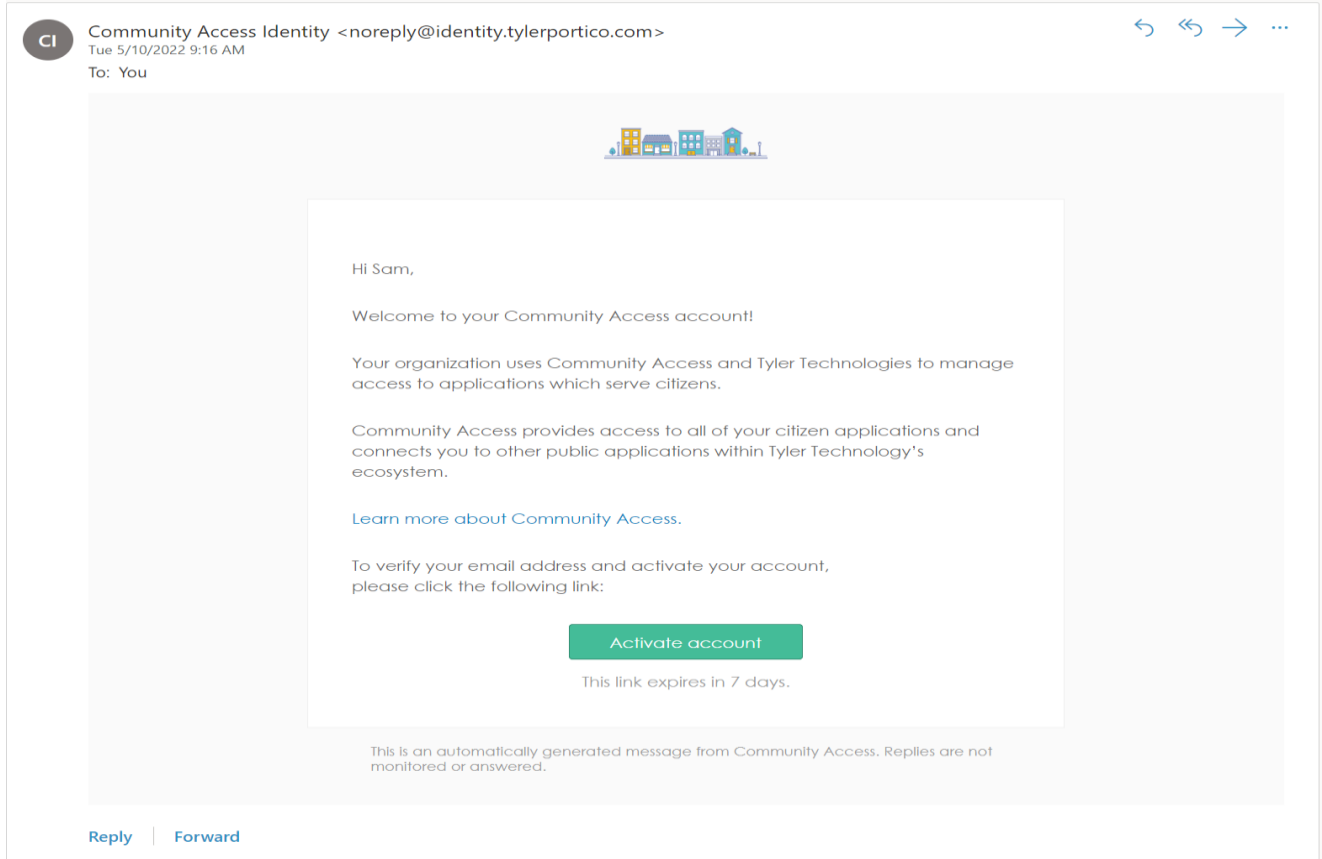 CI
Community Access Identity <noreply@identity.tylerportico.com>
Tue 5/10/2022 9:16 AM
To: You
Hi Sam,
Welcome to your Community Access account!
Your organization uses Community Access and Tyler Technologies to manage
access to applications which serve citizens.
Community Access provides access to all of your citizen applications and
connects you to other public applications within Tyler Technology's
ecosystem.
Learn more about Community Access.
To verify your email address and activate your account,
please click the following link:
Activate account
This link expires in 7 days.
This is an automatically generated message from Community Access. Replies are not
monitored or answered.
Reply
Forward